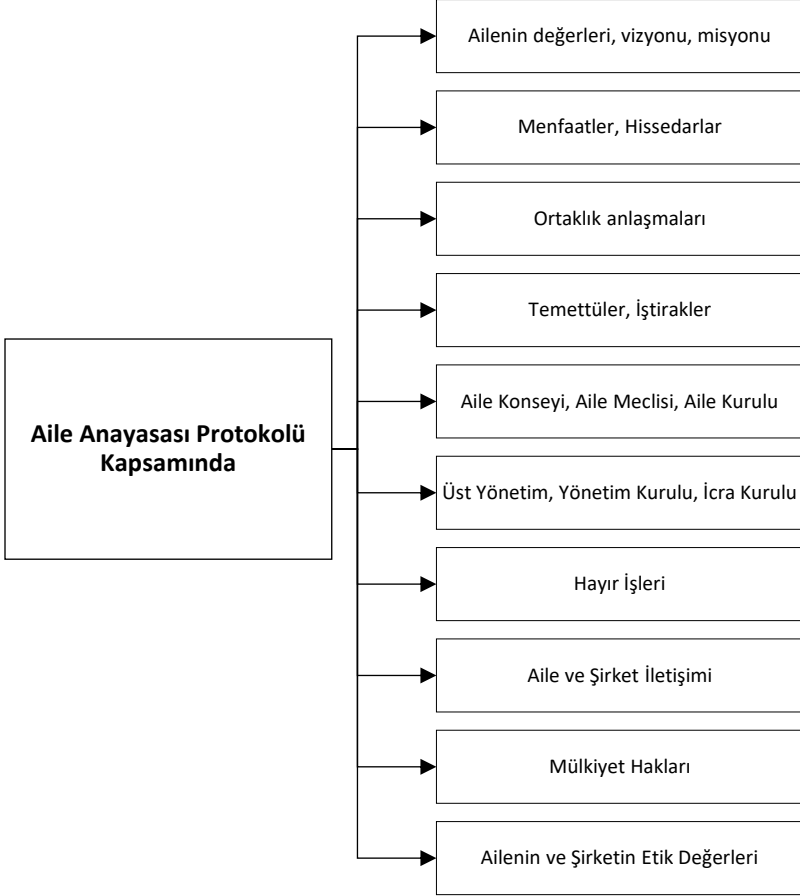 Ailenin değerleri, vizyonu, misyonu
Menfaatler, Hissedarlar
Ortaklık anlaşmaları
Temettüler, İştirakler
Aile Anayasası Protokolü
Kapsamında
Aile Konseyi, Aile Meclisi, Aile Kurulu
Üst Yönetim, Yönetim Kurulu, İcra Kurulu
Hayır İşleri
Aile ve Şirket İletişimi
Mülkiyet Hakları
Ailenin ve Şirketin Etik Değerleri